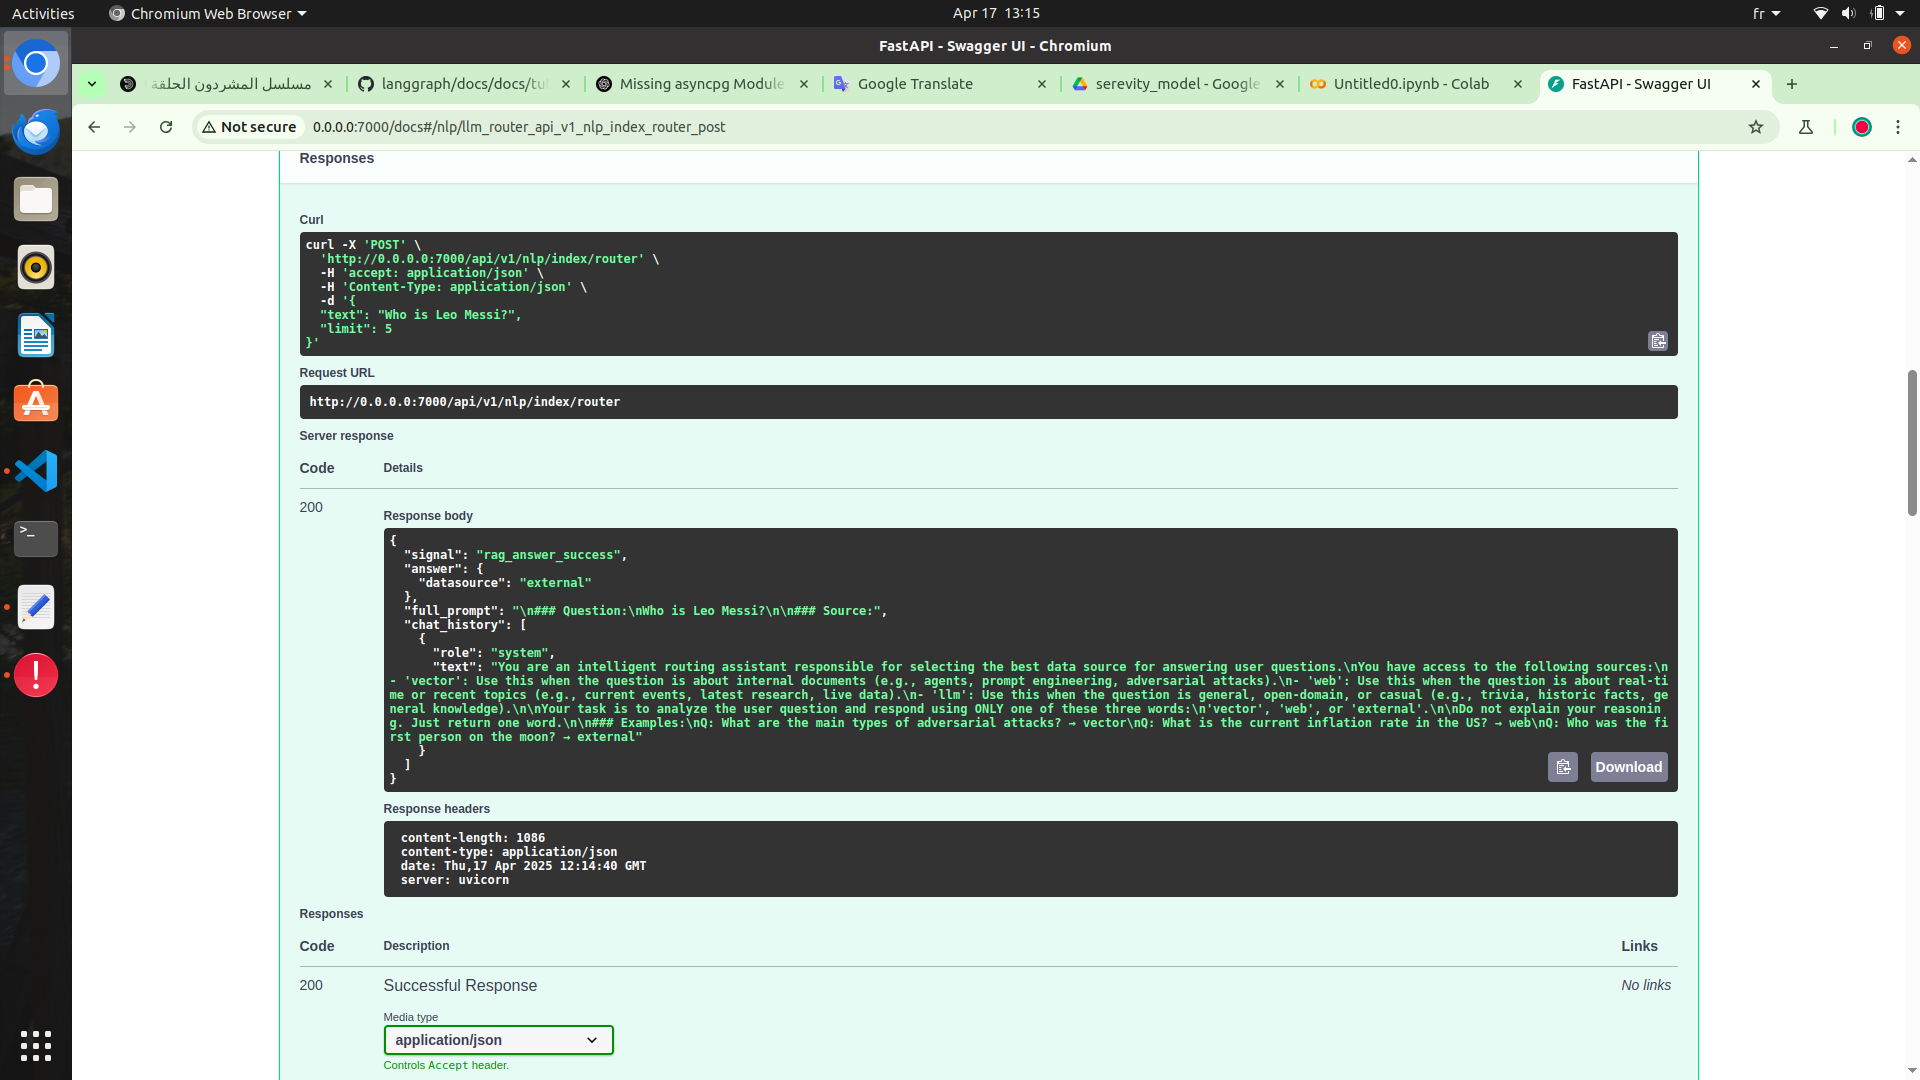 Activities
Chromium Web Browser
Apr 17 13:15
fr
FastAPI - Swagger UI - Chromium
مسلسل المشردون الحلقة
langgraph/docs/docs/tut
Missing asyncpg Module
Google Translate
serevity_model - Google
Untitled0.ipynb - Colab
FastAPI - Swagger UI
Not secure
0.0.0.0:7000/docs#/nlp/llm_router_api_v1_nlp_index_router_post
Responses
Curl
curl -X 'POST' \
'http://0.0.0.0:7000/api/v1/nlp/index/router' \
-H 'accept: application/json' \
-H 'Content-Type: application/json' \
-d '{
"text": "Who is Leo Messi?",
"limit": 5
}'
Request URL
http://0.0.0.0:7000/api/v1/nlp/index/router
Server response
Code Details
200
Response body
{
"signal": "rag_answer_success",
"answer": {
"datasource": "external"
},
"full_prompt": "\n### Question:\nWho is Leo Messi?\n\n### Source:",
"chat_history": [
{
"role": "system",
"text": "You are an intelligent routing assistant responsible for selecting the best data source for answering user questions.\nYou have access to the following sources:\n
- 'vector': Use this when the question is about internal documents (e.g., agents, prompt engineering, adversarial attacks).\n- 'web': Use this when the question is about real-ti
me or recent topics (e.g., current events, latest research, live data).\n- 'llm': Use this when the question is general, open-domain, or casual (e.g., trivia, historic facts, ge
neral knowledge).\n\nYour task is to analyze the user question and respond using ONLY one of these three words:\n'vector', 'web', or 'external'.\n\nDo not explain your reasonin
g. Just return one word.\n\n### Examples:\nQ: What are the main types of adversarial attacks? → vector\nQ: What is the current inflation rate in the US? → web\nQ: Who was the fi
rst person on the moon? → external"
}
]
}
Download
Response headers
content-length: 1086
content-type: application/json
date: Thu,17 Apr 2025 12:14:40 GMT
server: uvicorn
Responses
Code Description Links
200 Successful Response No links
Media type
application/json
Controls Accept header.